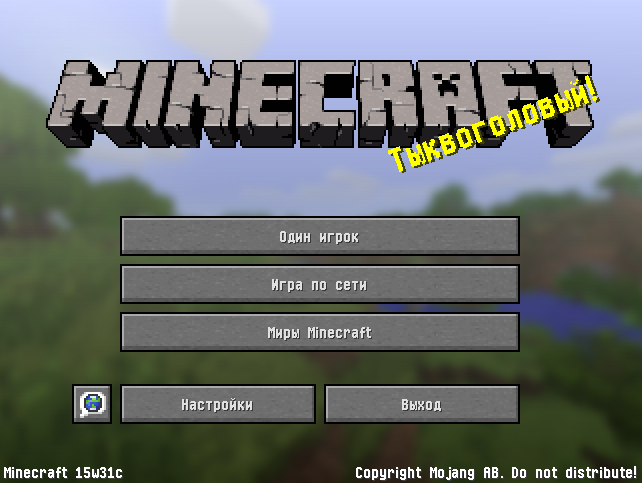 MINECRAFT
Тыквоголовый!
Один игрок
Игра по сети
Миры Minecraft
Настройки
Выход
Minecraft 15w31c
Copyright Mojang AB. Do not distribute!